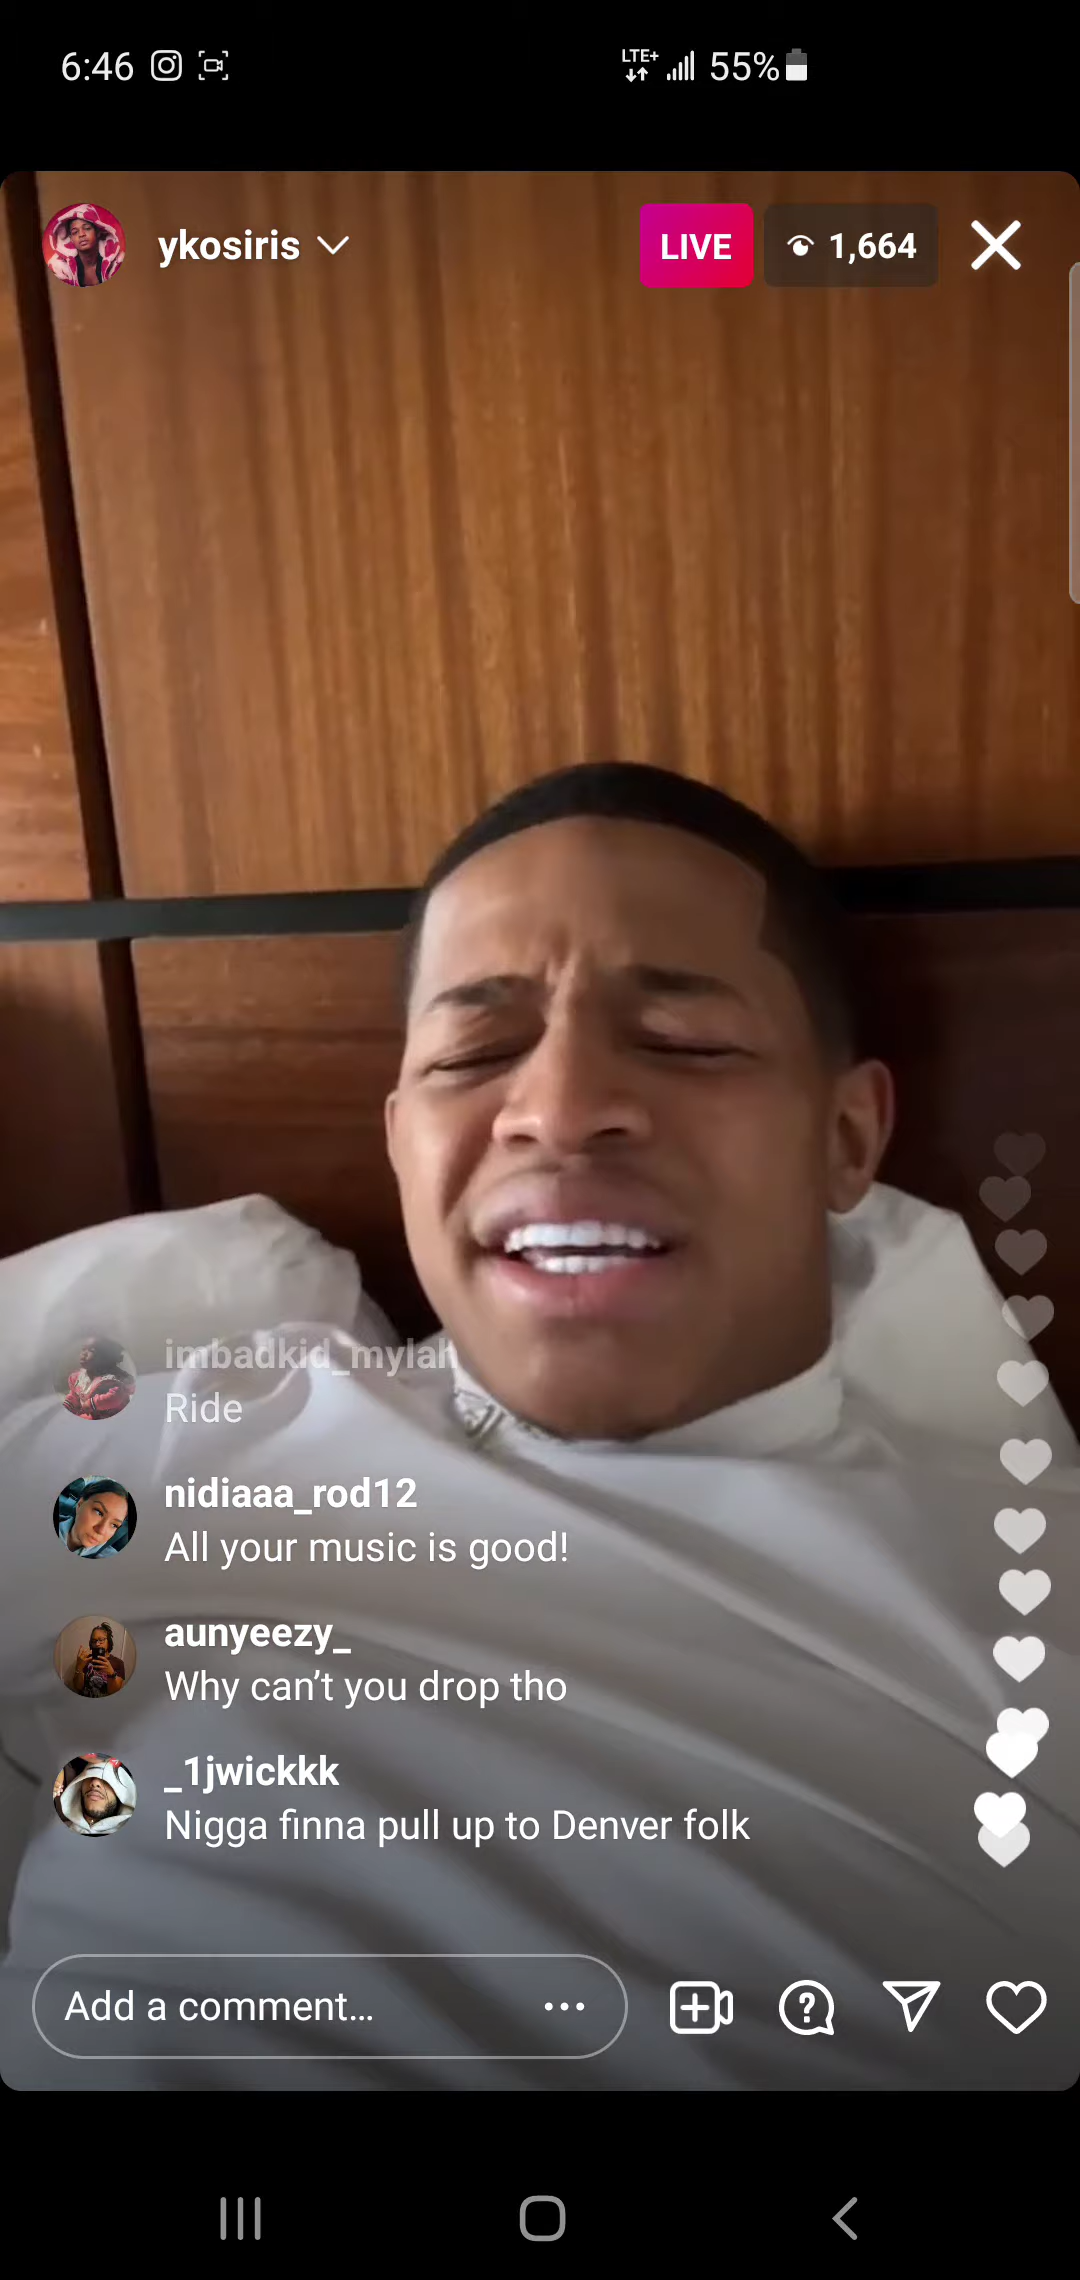 6:46 LTE+ 55%
ykosiris LIVE 1,664
imbadkid_mylah
Ride
nidiaaa_rod12
All your music is good!
aunyeezy_
Why can’t you drop tho
_1jwickkk
Nigga finna pull up to Denver folk
Add a comment...